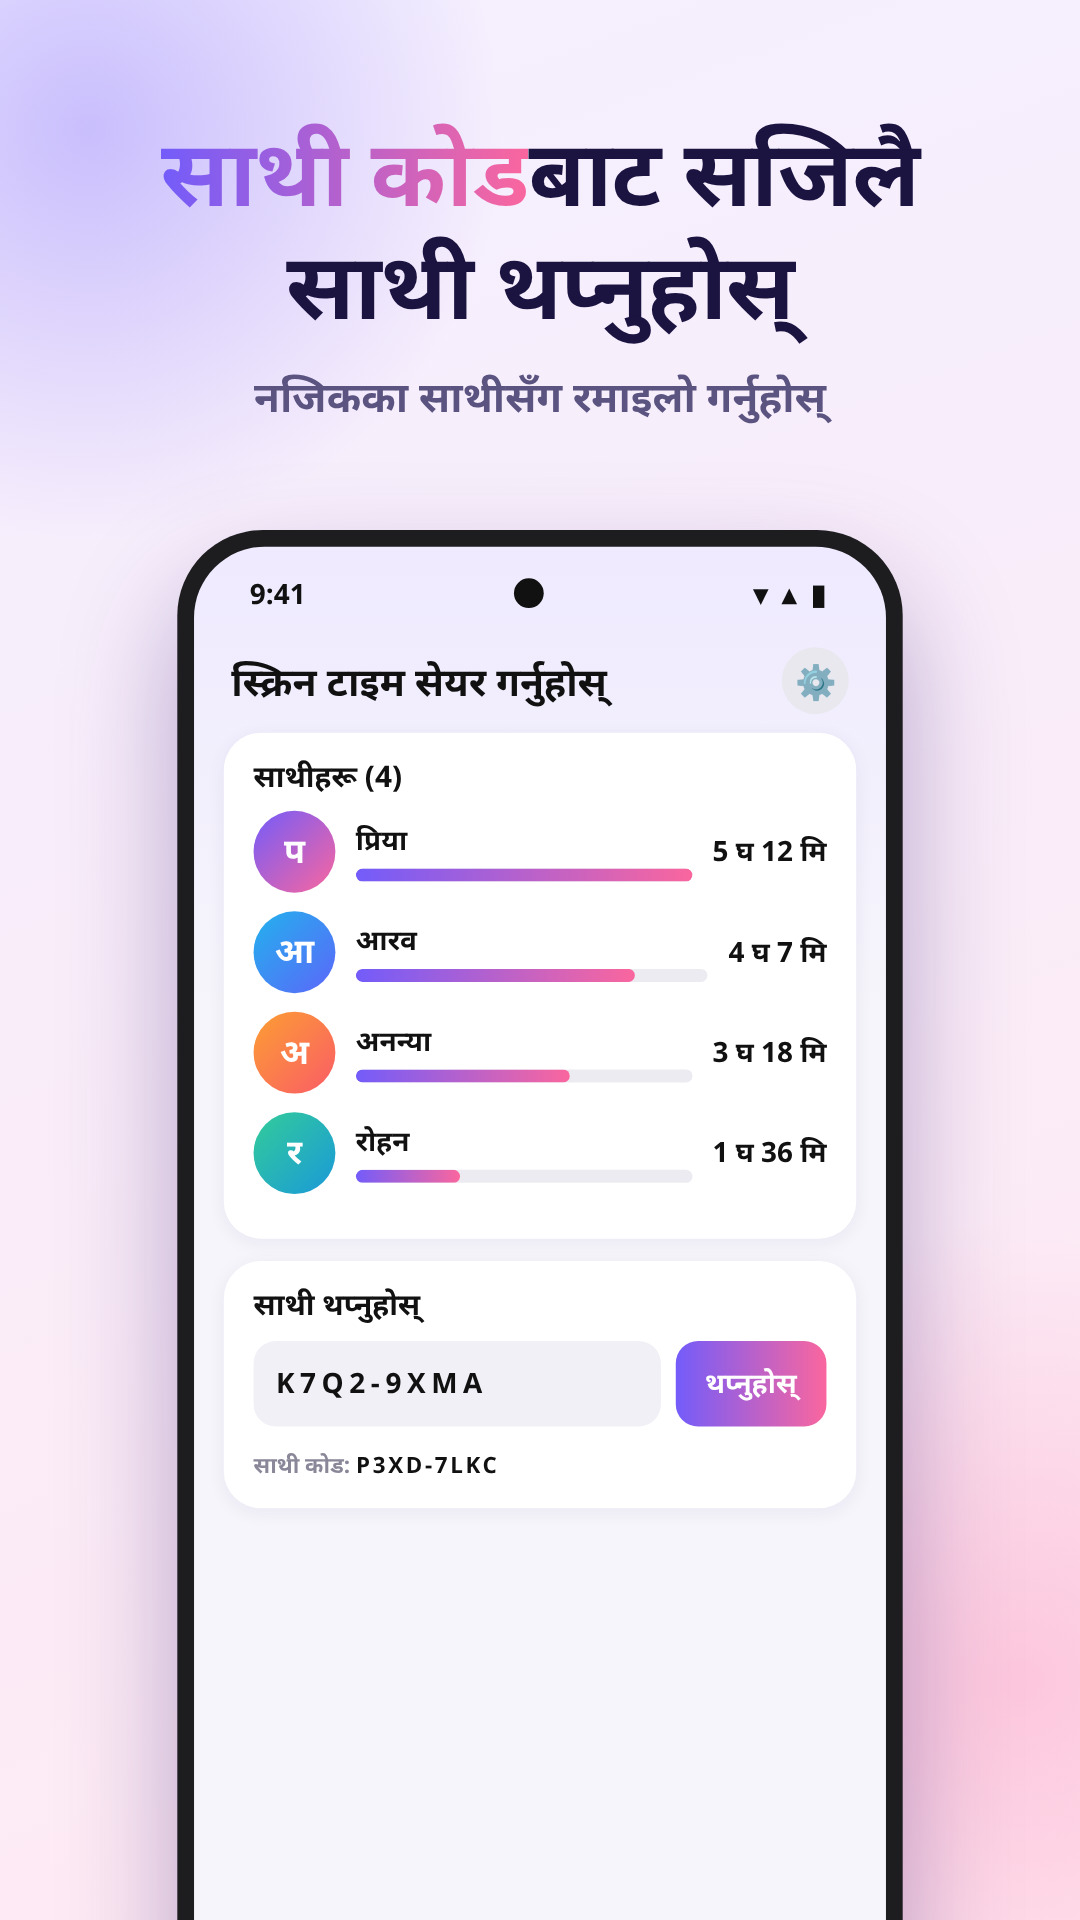 साथी कोडबाट सजिलै
साथी थप्नुहोस्
नजिकका साथीसँग रमाइलो गर्नुहोस्
9:41
स्क्रिन टाइम सेयर गर्नुहोस्
साथीहरू (4)
प
प्रिया
5 घ 12 मि
आ
आरव
4 घ 7 मि
अ
अनन्या
3 घ 18 मि
र
रोहन
1 घ 36 मि
साथी थप्नुहोस्
K7Q2-9XMA
थप्नुहोस्
साथी कोड: P3XD-7LKC